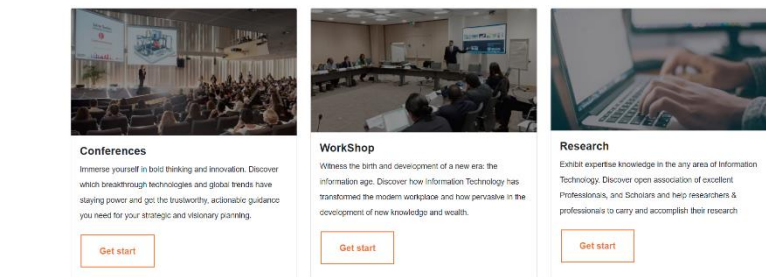 Conferences
Immerse yourself in bold thinking and innovation. Discover
which breakthrough technologies and global trends have
staying power and get the trustworthy, actionable guidance
you need for your strategic and visionary planning.
Get start
WorkShop
Witness the birth and development of a new era: the
information age. Discover how Information Technology has
transformed the modern workplace and how pervasive in the
development of new knowledge and wealth.
Get start
Research
Exhibit expertise knowledge in the any area of Information
Technology. Discover open association of excellent
Professionals, and Scholars and help researchers &
professionals to carry and accomplish their research
Get start